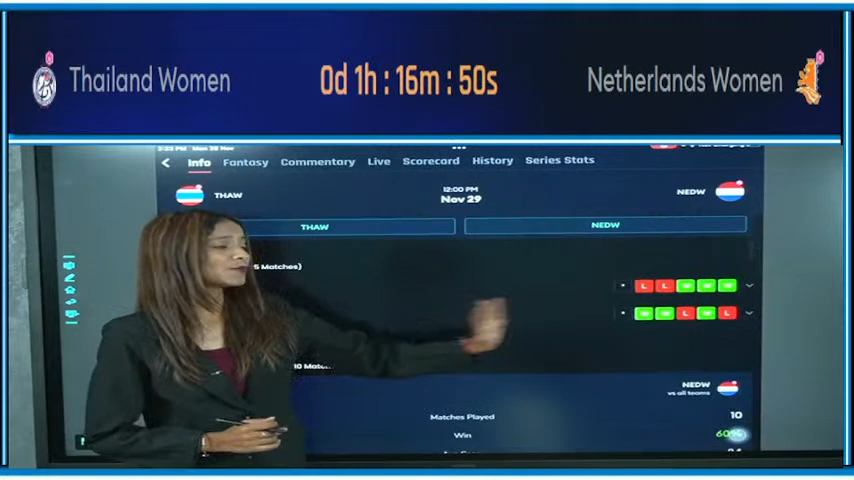 Thailand Women
0d 1h : 16m : 50s
Netherlands Women
Info Fantasy Commentary Live Scorecard History Series Stats
THAW
12:00 PM
Nov 29
NEDW
THAW
NEDW
5 Matches)
L L W W W
W W L W L
10
NEDW
vs all teams
Matches Played
10
Win
60%